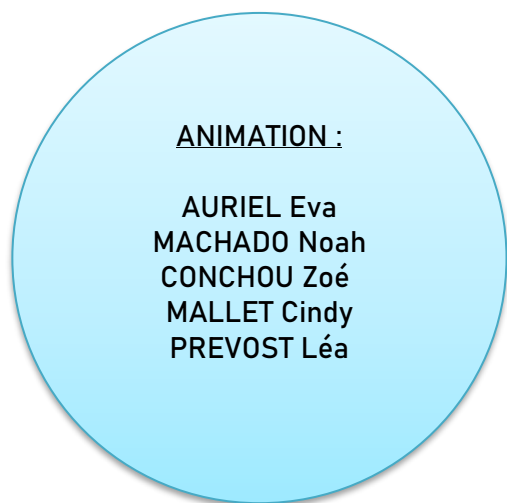 ANIMATION :
AURIEL Eva
MACHADO Noah
CONCHOU Zoé
MALLET Cindy
PREVOST Léa